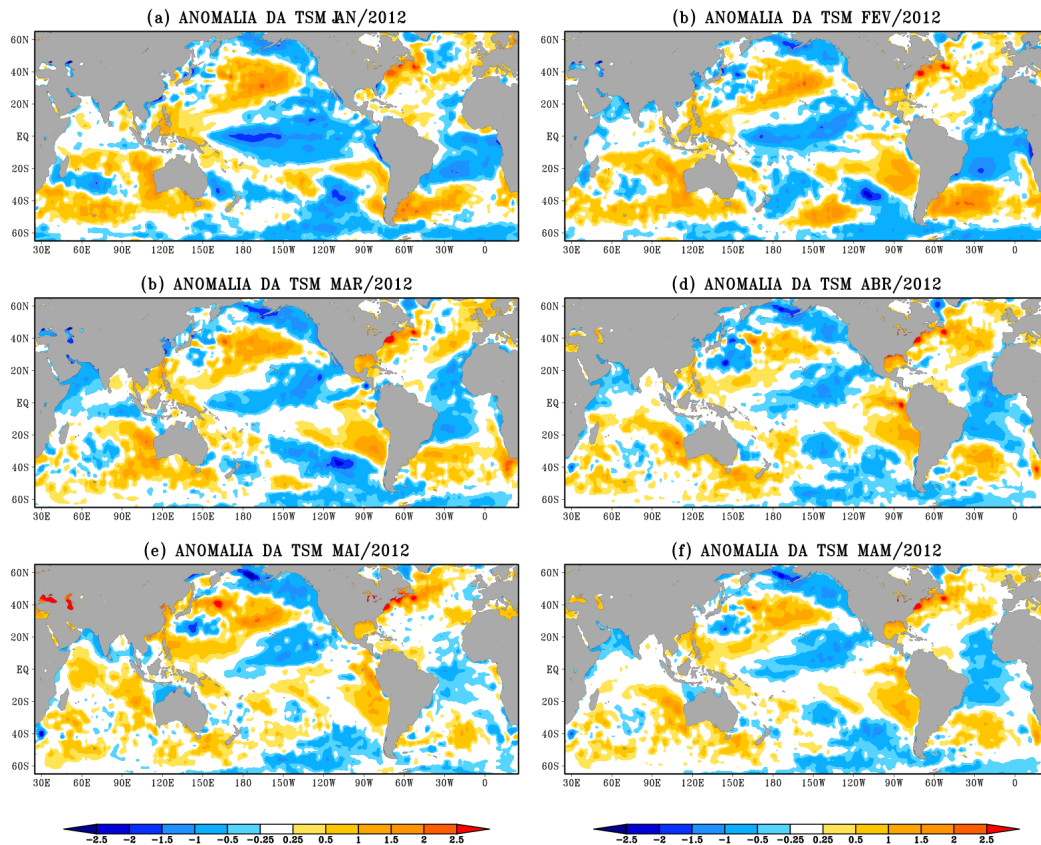 (a) ANOMALIA DA TSM JAN/2012
(b) ANOMALIA DA TSM FEV/2012
60N
40N
20N
EQ
20S
40S
60S
30E 60E 90E 120E 150E 180 150W 120W 90W 60W 30W 0
60N
40N
20N
EQ
20S
40S
60S
30E 60E 90E 120E 150E 180 150W 120W 90W 60W 30W 0
(b) ANOMALIA DA TSM MAR/2012
(d) ANOMALIA DA TSM ABR/2012
60N
40N
20N
EQ
20S
40S
60S
30E 60E 90E 120E 150E 180 150W 120W 90W 60W 30W 0
60N
40N
20N
EQ
20S
40S
60S
30E 60E 90E 120E 150E 180 150W 120W 90W 60W 30W 0
(e) ANOMALIA DA TSM MAI/2012
(f) ANOMALIA DA TSM MAM/2012
60N
40N
20N
EQ
20S
40S
60S
30E 60E 90E 120E 150E 180 150W 120W 90W 60W 30W 0
60N
40N
20N
EQ
20S
40S
60S
30E 60E 90E 120E 150E 180 150W 120W 90W 60W 30W 0
-2.5 -2 -1.5 -1 -0.5 -0.25 0.25 0.5 1 1.5 2 2.5
-2.5 -2 -1.5 -1 -0.5 -0.25 0.25 0.5 1 1.5 2 2.5